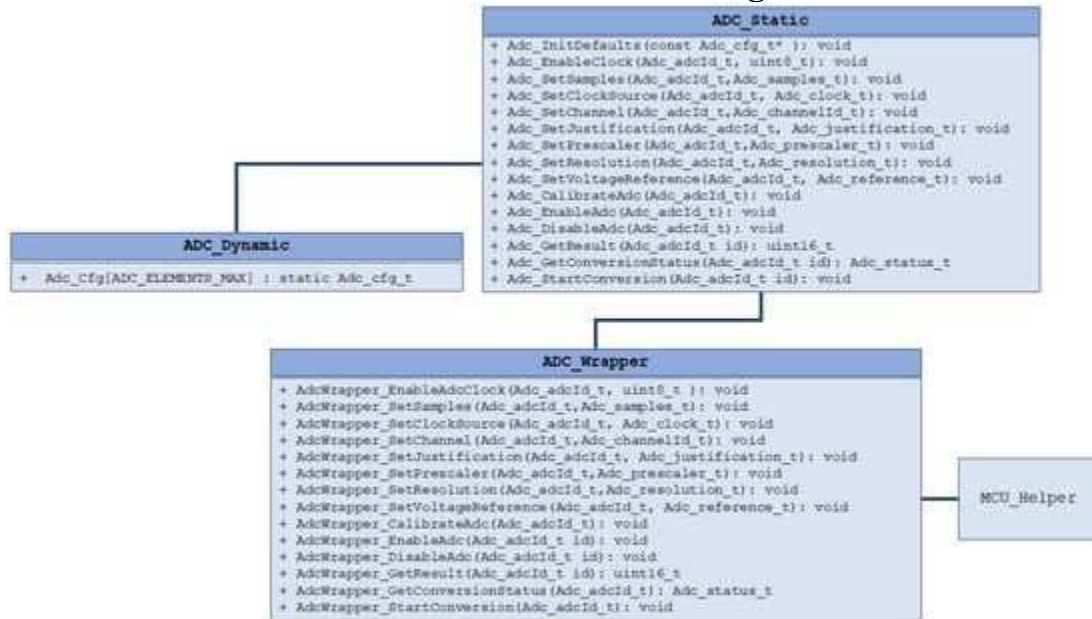 ADC_Static
+ Adc_InitDefaults(const Adc_cfg_t* ): void
+ Adc_EnableClock(Adc_adcId_t, uint8_t): void
+ Adc_SetSamples(Adc_adcId_t,Adc_samples_t): void
+ Adc_SetClockSource(Adc_adcId_t, Adc_clock_t): void
+ Adc_SetChannel(Adc_adcId_t,Adc_channelId_t): void
+ Adc_SetJustification(Adc_adcId_t, Adc_justification_t): void
+ Adc_SetPrescaler(Adc_adcId_t,Adc_prescaler_t): void
+ Adc_SetResolution(Adc_adcId_t,Adc_resolution_t): void
+ Adc_SetVoltageReference(Adc_adcId_t, Adc_reference_t): void
+ Adc_CalibrateAdc(Adc_adcId_t): void
+ Adc_EnableAdc(Adc_adcId_t): void
+ Adc_DisableAdc(Adc_adcId_t): void
+ Adc_GetResult(Adc_adcId_t id): uint16_t
+ Adc_GetConversionStatus(Adc_adcId_t id): Adc_status_t
+ Adc_StartConversion(Adc_adcId_t id): void
ADC_Dynamic
+ Adc_Cfg[ADC_ELEMENTS_MAX] : static Adc_cfg_t
ADC_Wrapper
+ AdcWrapper_EnableAdcClock(Adc_adcId_t, uint8_t ): void
+ AdcWrapper_SetSamples(Adc_adcId_t,Adc_samples_t): void
+ AdcWrapper_SetClockSource(Adc_adcId_t, Adc_clock_t): void
+ AdcWrapper_SetChannel(Adc_adcId_t,Adc_channelId_t): void
+ AdcWrapper_SetJustification(Adc_adcId_t, Adc_justification_t): void
+ AdcWrapper_SetPrescaler(Adc_adcId_t,Adc_prescaler_t): void
+ AdcWrapper_SetResolution(Adc_adcId_t,Adc_resolution_t): void
+ AdcWrapper_SetVoltageReference(Adc_adcId_t, Adc_reference_t): void
+ AdcWrapper_CalibrateAdc(Adc_adcId_t): void
+ AdcWrapper_EnableAdc(Adc_adcId_t id): void
+ AdcWrapper_DisableAdc(Adc_adcId_t id): void
+ AdcWrapper_GetResult(Adc_adcId_t id): uint16_t
+ AdcWrapper_GetConversionStatus(Adc_adcId_t): Adc_status_t
+ AdcWrapper_StartConversion(Adc_adcId_t): void
MCU_Helper